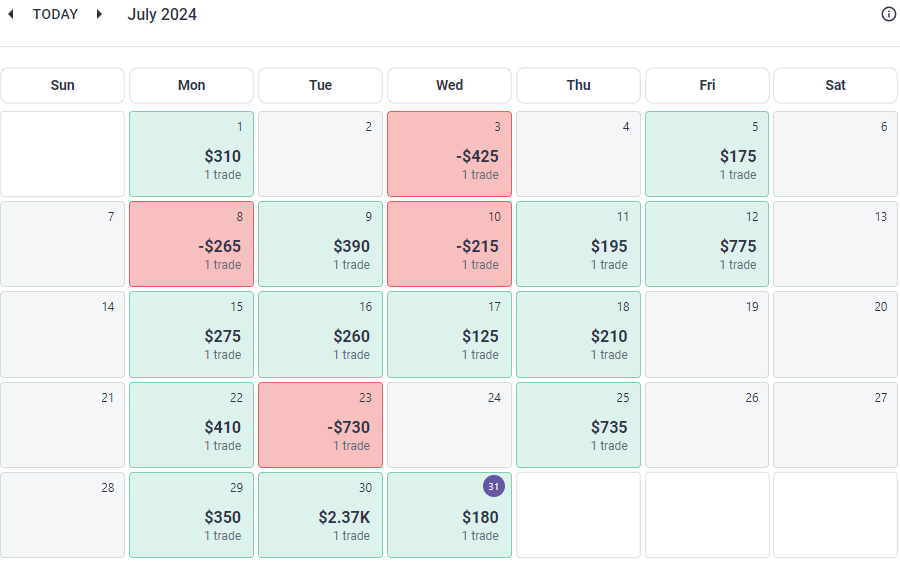 TODAY July 2024
Sun Mon Tue Wed Thu Fri Sat
1 2 3 4 5 6
$310 -$425 $175
1 trade 1 trade 1 trade
7 8 9 10 11 12 13
-$265 $390 -$215 $195 $775
1 trade 1 trade 1 trade 1 trade 1 trade
14 15 16 17 18 19 20
$275 $260 $125 $210
1 trade 1 trade 1 trade 1 trade
21 22 23 24 25 26 27
$410 -$730 $735
1 trade 1 trade 1 trade
28 29 30 31
$350 $2.37K $180
1 trade 1 trade 1 trade